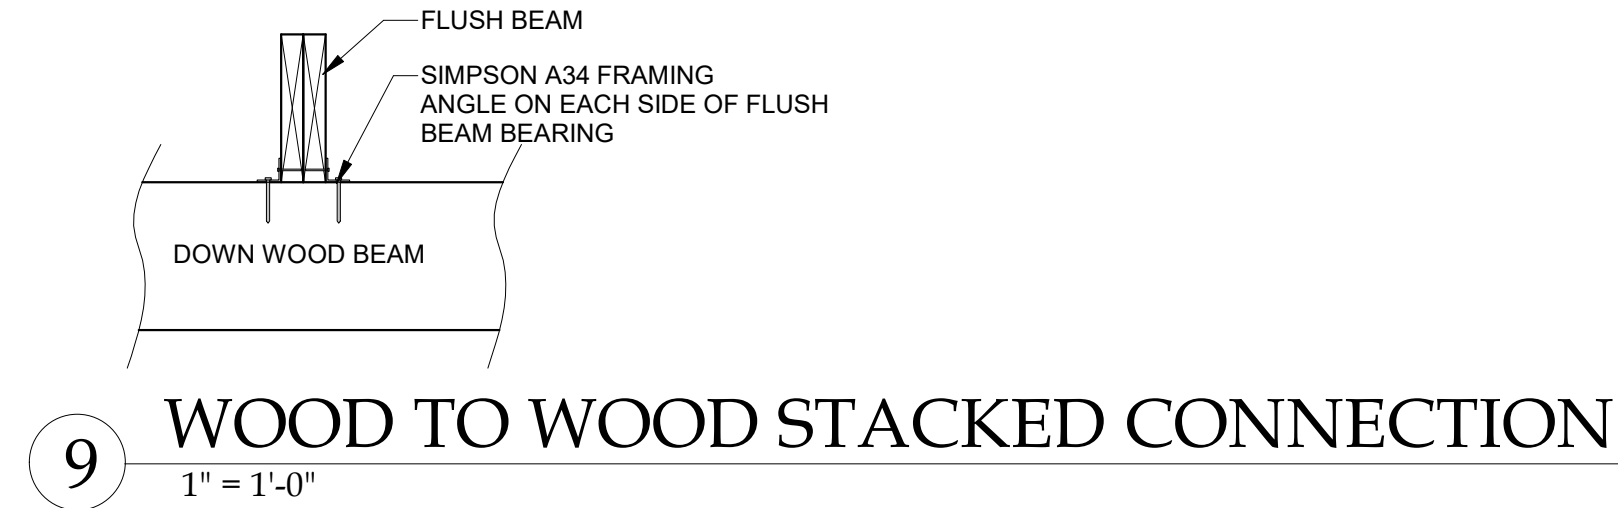 FLUSH BEAM
SIMPSON A34 FRAMING
ANGLE ON EACH SIDE OF FLUSH
BEAM BEARING
DOWN WOOD BEAM
9
WOOD TO WOOD STACKED CONNECTION
1" = 1'-0"